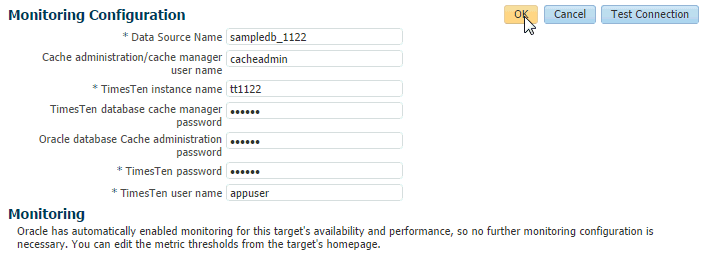 Monitoring Configuration
OK Cancel Test Connection
* Data Source Name sampledb_1122
Cache administration/cache manager
user name cacheadmin
* TimesTen instance name tt1122
TimesTen database cache manager
password ••••••
Oracle database Cache administration
password ••••••
* TimesTen password ••••••
* TimesTen user name appuser
Monitoring
Oracle has automatically enabled monitoring for this target's availability and performance, so no further monitoring configuration is
necessary. You can edit the metric thresholds from the target's homepage.